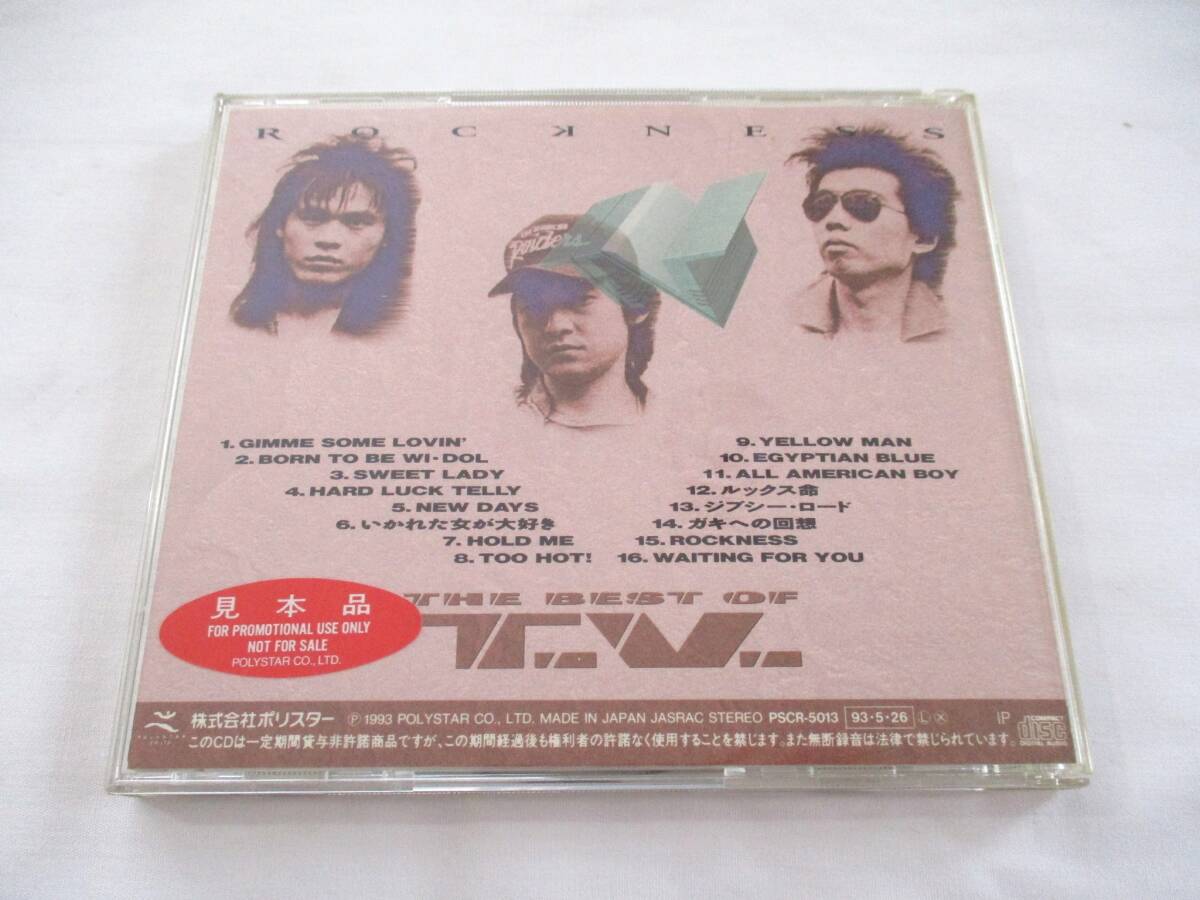 ROCKNESS
Raiders
1. GIMME SOME LOVIN'
2. BORN TO BE WI·DOL
3. SWEET LADY
4. HARD LUCK TELLY
5. NEW DAYS
6. いかれた女が大好き
7. HOLD ME
8. TOO HOT!
9. YELLOW MAN
10. EGYPTIAN BLUE
11. ALL AMERICAN BOY
12. ルックス命
13. ジプシー・ロード
14. ガキへの回想
15. ROCKNESS
16. WAITING FOR YOU
THE BEST OF
T.V.
見本品
FOR PROMOTIONAL USE ONLY
NOT FOR SALE
POLYSTAR CO., LTD.
株式会社ポリスター Ⓟ 1993 POLYSTAR CO., LTD. MADE IN JAPAN JASRAC STEREO PSCR-5013 93·5·26 Ⓛ ⓧ IP COMPACT disc DIGITAL AUDIO
このCDは一定期間貸与非許諾商品ですが、この期間経過後も権利者の許諾なく使用することを禁じます。また無断録音は法律で禁じられています。